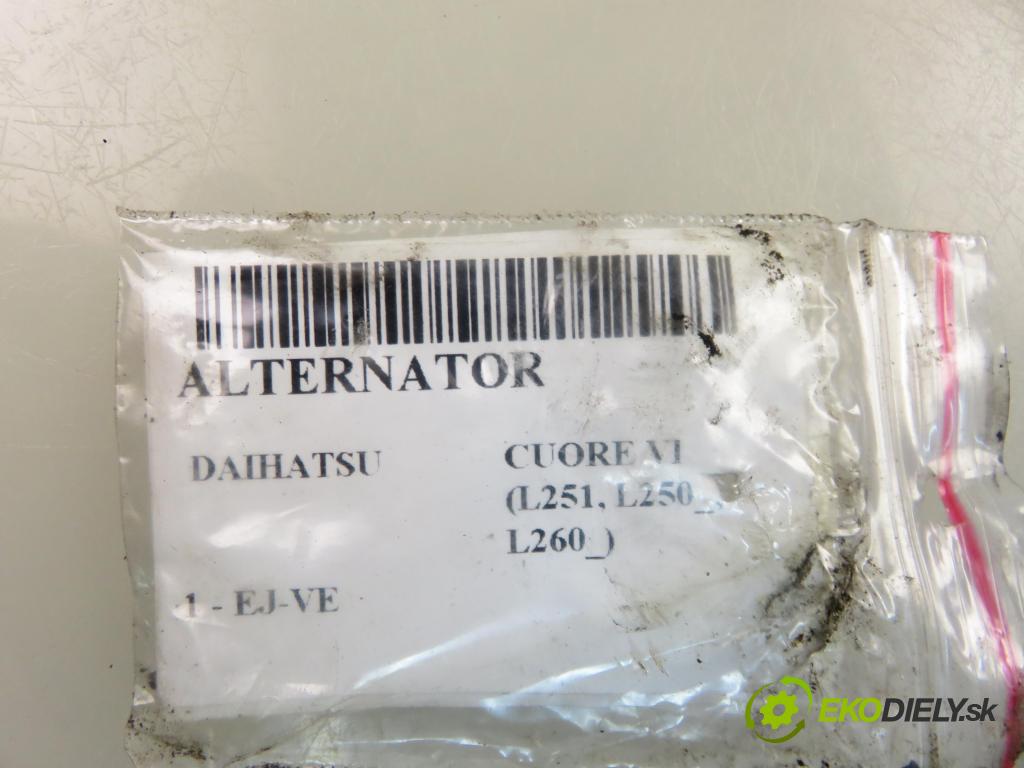 ALTERNATOR
DAIHATSU
CUORE VI
(L251, L250_,
L260_)
1 - EJ-VE
EKODIELY.sk